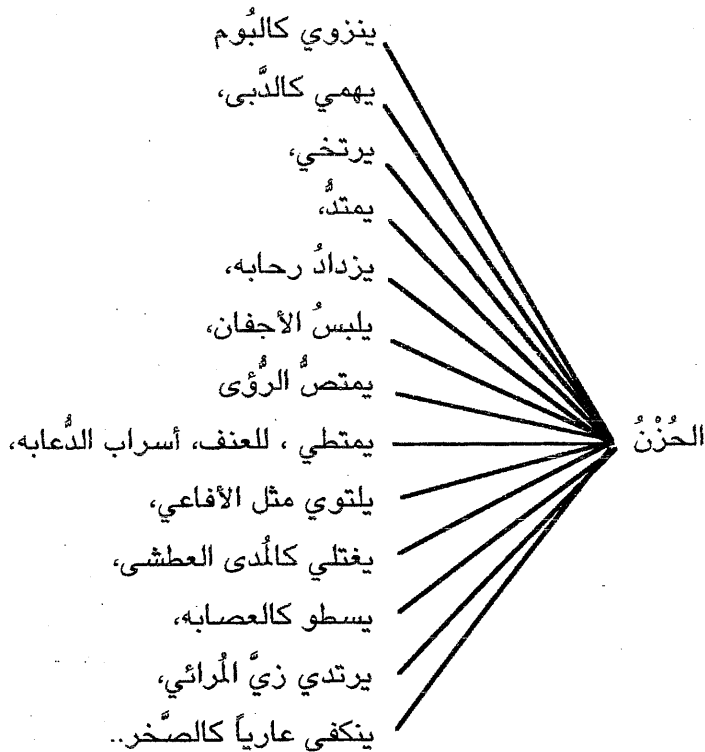 ينزوي كالبُوم
يهمي كالدَّبى،
يرتخي،
يمتدُّ،
يزدادُ رحابه،
يلبسُ الأجفان،
يمتصُّ الرُّؤى
الحُزْنُ
يمتطي ، للعنف، أسراب الدُّعابه،
يلتوي مثل الأفاعي،
يغتلي كالمُدى العطشى،
يسطو كالعصابه،
يرتدي زيَّ المُرائي،
ينكفي عارياً كالصَّخر..